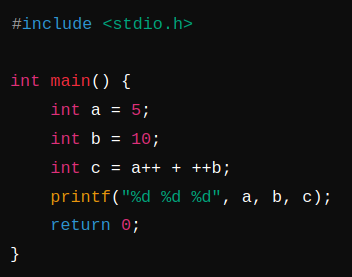 #include <stdio.h>

int main() {
    int a = 5;
    int b = 10;
    int c = a++ + ++b;
    printf("%d %d %d", a, b, c);
    return 0;
}